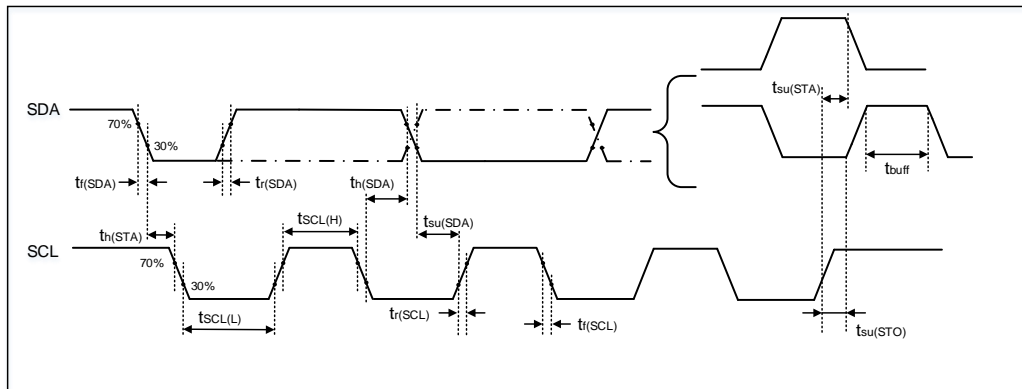 tsu(STA)
SDA
70%
30%
tbuff
tf(SDA)
tr(SDA)
th(SDA)
th(STA)
tSCL(H)
tsu(SDA)
SCL
70%
30%
tSCL(L)
tr(SCL)
tf(SCL)
tsu(STO)